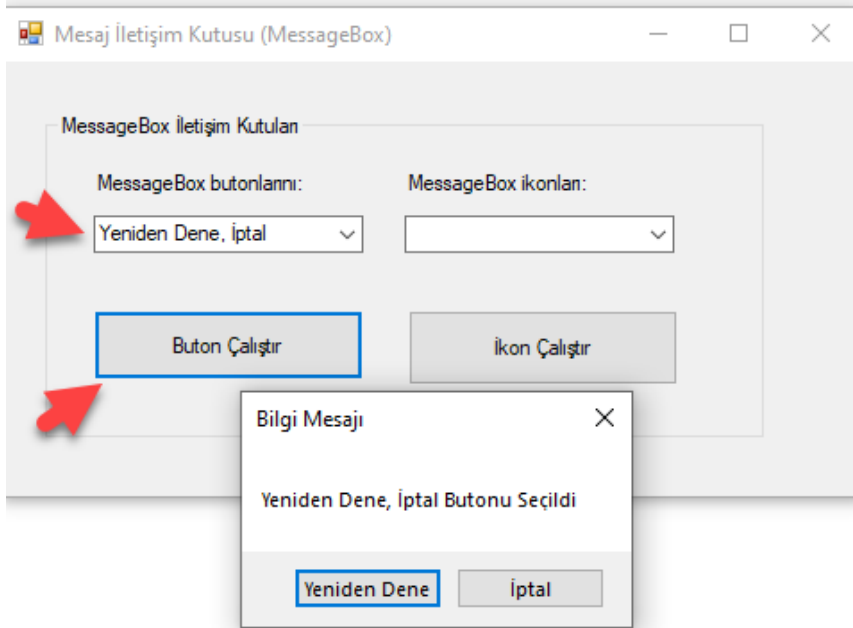 Mesaj İletişim Kutusu (MessageBox)
MessageBox İletişim Kutuları
MessageBox butonlarını:
MessageBox ikonları:
Yeniden Dene, İptal
Buton Çalıştır
İkon Çalıştır
Bilgi Mesajı
Yeniden Dene, İptal Butonu Seçildi
Yeniden Dene
İptal